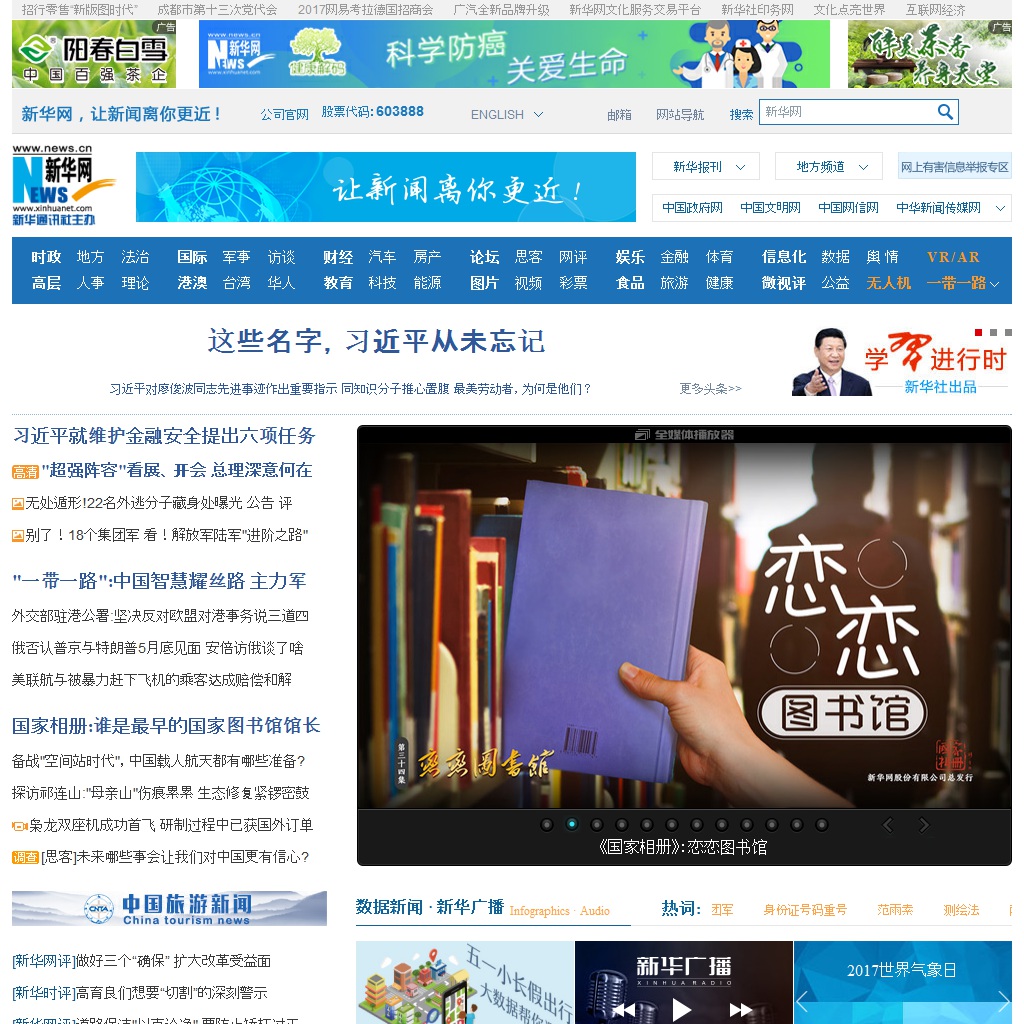 招行零售"新版图时代" 成都市第十三次党代会 2017网易考拉德国招商会 广汽全新品牌升级 新华网文化服务交易平台 新华社印务网 文化点亮世界 互联网经济
阳春白雪
中国百强茶企
广告
新华网
NEWS
www.xinhuanet.com
健康解码
科学防癌
关爱生命
醉美茶香
养身天堂
广告
新华网，让新闻离你更近！ 公司官网 股票代码:603888 ENGLISH 邮箱 网站导航 搜索 新华网
www.news.cn
新华网
NEWS
www.xinhuanet.com
新华通讯社主办
让新闻离你更近！
新华报刊 地方频道 网上有害信息举报专区
中国政府网 中国文明网 中国网信网 中华新闻传媒网
时政 地方 法治 国际 军事 访谈 财经 汽车 房产 论坛 思客 网评 娱乐 金融 体育 信息化 数据 舆情 VR/AR
高层 人事 理论 港澳 台湾 华人 教育 科技 能源 图片 视频 彩票 食品 旅游 健康 微视评 公益 无人机 一带一路
这些名字，习近平从未忘记
习近平对廖俊波同志先进事迹作出重要指示 同知识分子推心置腹 最美劳动者，为何是他们？ 更多头条>>
学习进行时
新华社出品
习近平就维护金融安全提出六项任务
高清 "超强阵容"看展、开会 总理深意何在
无处遁形!22名外逃分子藏身处曝光 公告 评
别了！18个集团军 看！解放军陆军"进阶之路"
"一带一路":中国智慧耀丝路 主力军
外交部驻港公署:坚决反对欧盟对港事务说三道四
俄否认普京与特朗普5月底见面 安倍访俄谈了啥
美联航与被暴力赶下飞机的乘客达成赔偿和解
国家相册:谁是最早的国家图书馆馆长
备战"空间站时代"，中国载人航天都有哪些准备?
探访祁连山:"母亲山"伤痕累累 生态修复紧锣密鼓
枭龙双座机成功首飞 研制过程中已获国外订单
调查 [思客]未来哪些事会让我们对中国更有信心?
全媒体播放器
恋恋
图书馆
第三十四集
恋恋图书馆
国家相册
新华网股份有限公司总发行
《国家相册》：恋恋图书馆
CNTA
中国旅游新闻
China tourism news
[新华网评]做好三个“确保” 扩大改革受益面
[新华时评]高育良们想要“切割”的深刻警示
数据新闻 · 新华广播 Infographics · Audio
热词： 团军 身份证号码重号 范雨素 测绘法
五一小长假出行
大数据帮你
新华广播
XINHUA RADIO
2017世界气象日